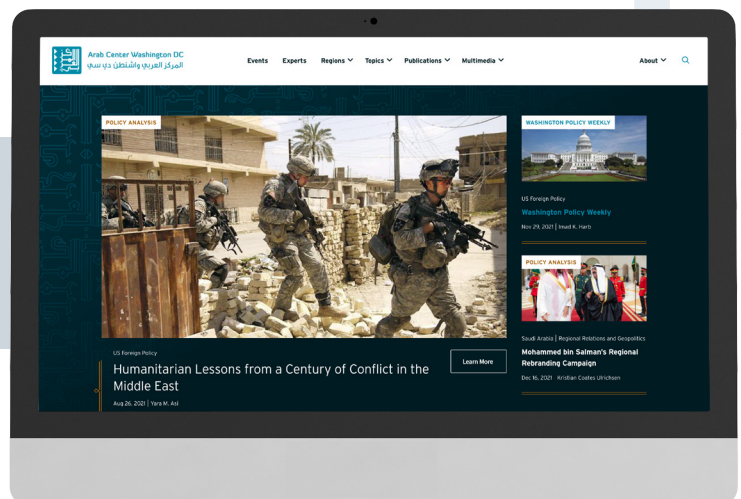 Arab Center Washington DC
المركز العربي واشنطن دي سي
Events Experts Regions Topics Publications Multimedia About
POLICY ANALYSIS
US Foreign Policy
Humanitarian Lessons from a Century of Conflict in the
Middle East
Aug 26, 2021 | Yara M. Asi
Learn More
WASHINGTON POLICY WEEKLY
US Foreign Policy
Washington Policy Weekly
Nov 29, 2021 | Imad K. Harb
POLICY ANALYSIS
Saudi Arabia | Regional Relations and Geopolitics
Mohammed bin Salman's Regional
Rebranding Campaign
Dec 16, 2021 Kristian Coates Ulrichsen